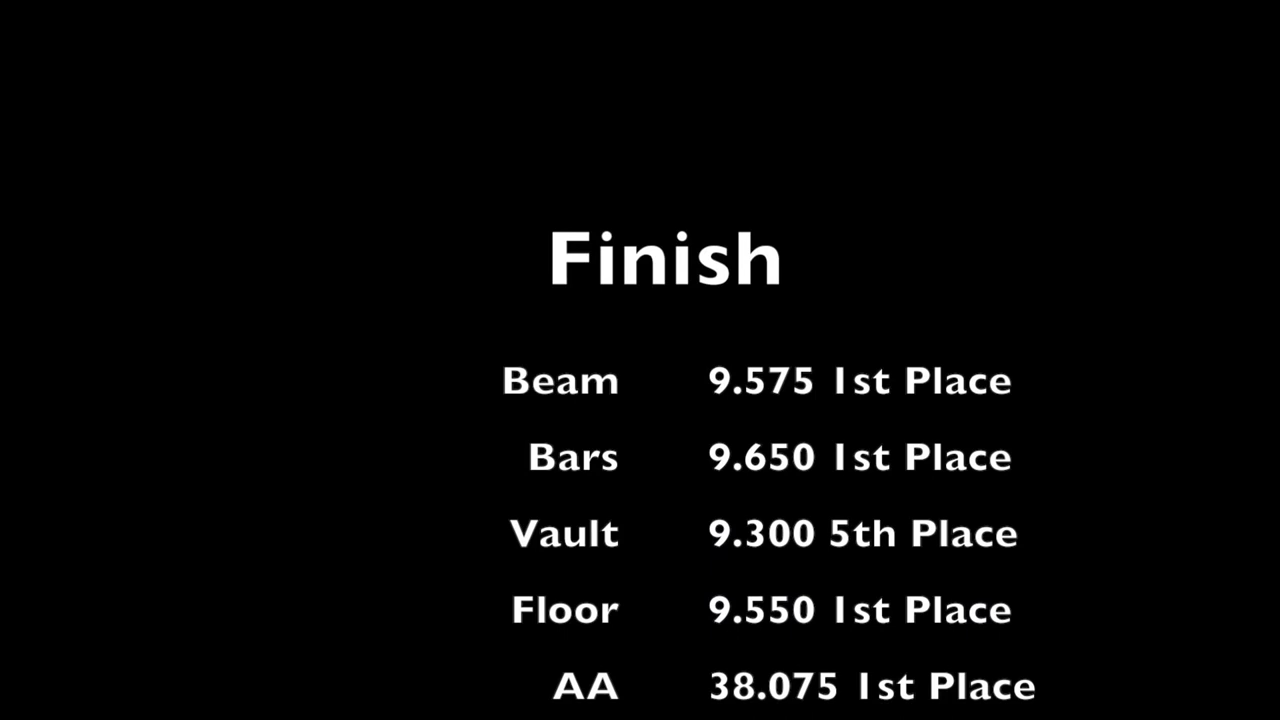 Finish
Beam 9.575 1st Place
Bars 9.650 1st Place
Vault 9.300 5th Place
Floor 9.550 1st Place
AA 38.075 1st Place